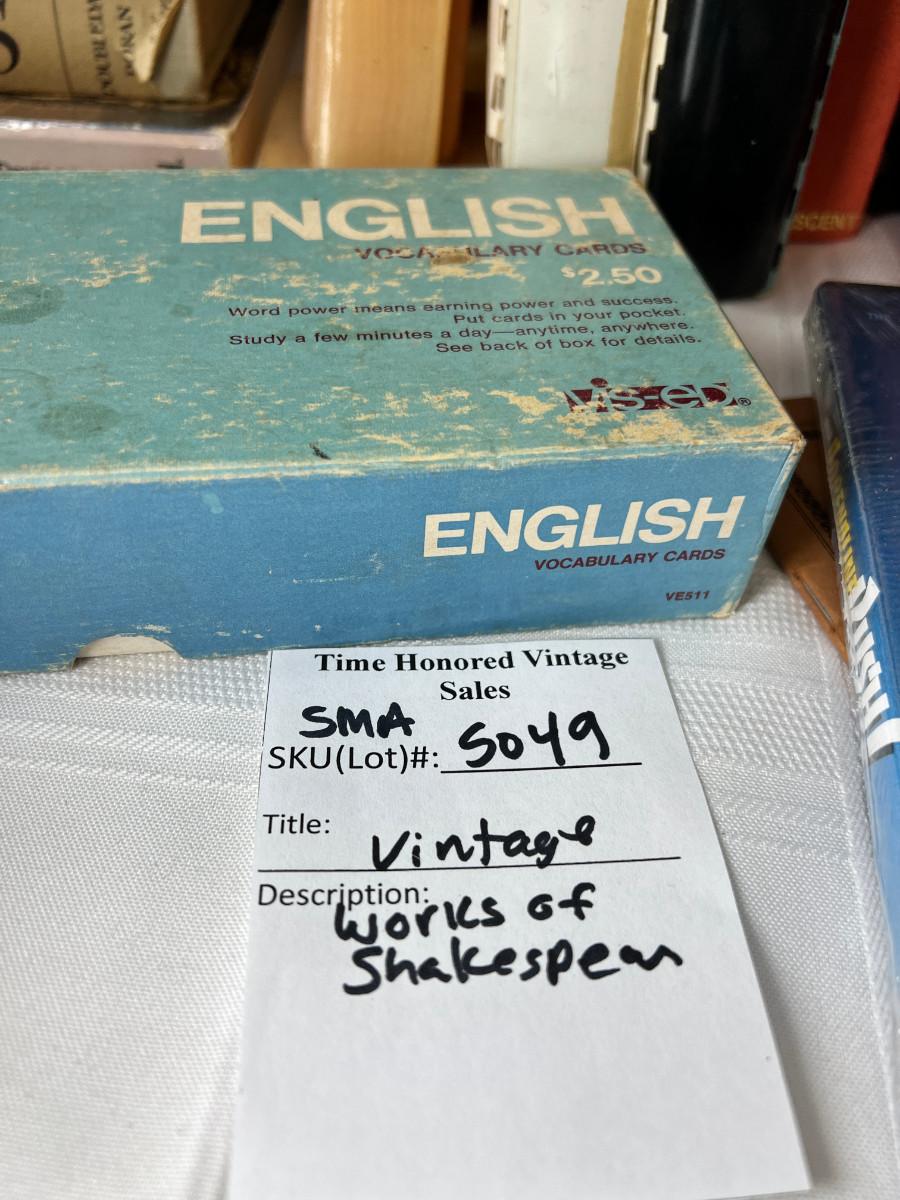 DOUBLEDAY
DORAN
ENGLISH
VOCABULARY CARDS
$2.50
Word power means earning power and success.
Put cards in your pocket.
Study a few minutes a day—anytime, anywhere.
See back of box for details.
vis-ed®
ENGLISH
VOCABULARY CARDS
VE511
Time Honored Vintage
Sales
SMA
SKU(Lot)#: 5049
Title: Vintage
Description:
Works of
Shakespear